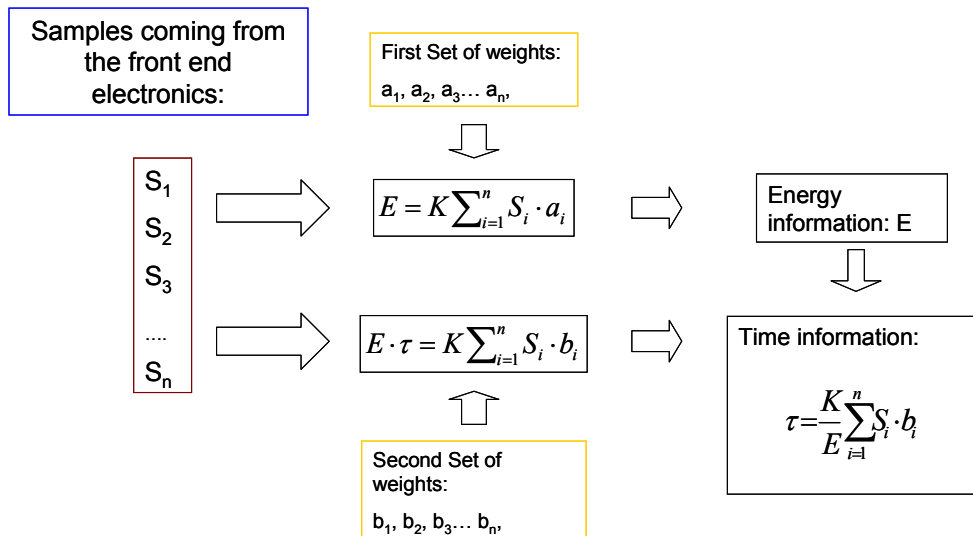 Samples coming from
the front end
electronics:
First Set of weights:
a₁, a₂, a₃… aₙ,
S₁
S₂
S₃
....
Sₙ
E = K∑ⁿᵢ₌₁ Sᵢ · aᵢ
Energy
information: E
E · τ = K∑ⁿᵢ₌₁ Sᵢ · bᵢ
Time information:
τ = K/E ∑ⁿᵢ₌₁ Sᵢ · bᵢ
Second Set of
weights:
b₁, b₂, b₃… bₙ,